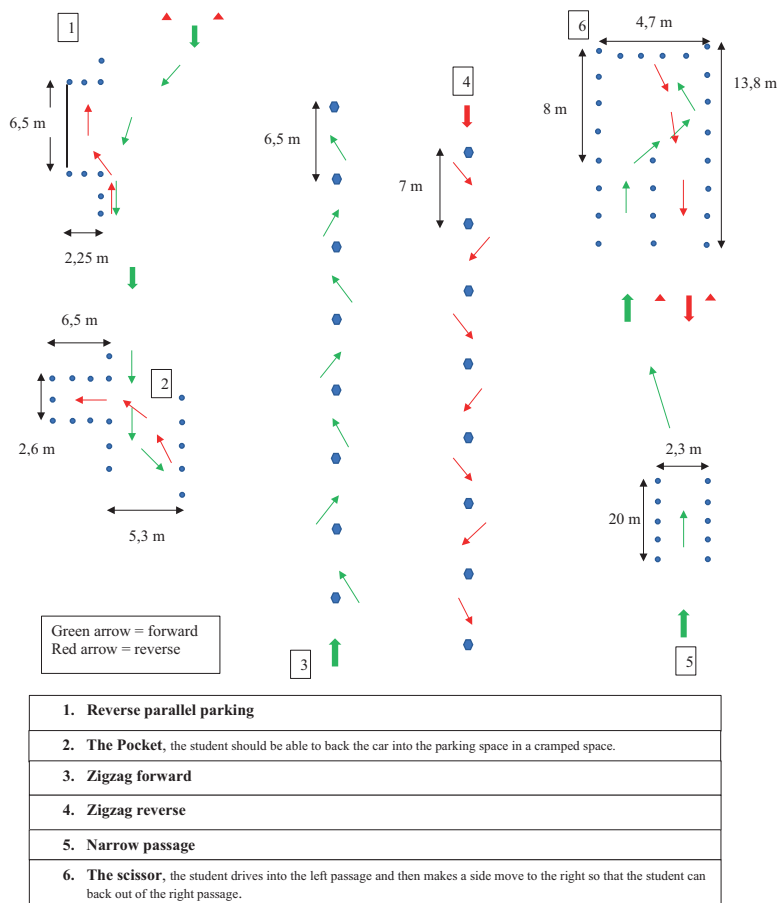 1
6
4,7 m
4
13,8 m
6,5 m
6,5 m
8 m
7 m
2,25 m
6,5 m
2
2,6 m
2,3 m
20 m
5,3 m
Green arrow = forward
Red arrow = reverse
3
5
1. Reverse parallel parking
2. The Pocket, the student should be able to back the car into the parking space in a cramped space.
3. Zigzag forward
4. Zigzag reverse
5. Narrow passage
6. The scissor, the student drives into the left passage and then makes a side move to the right so that the student can
back out of the right passage.